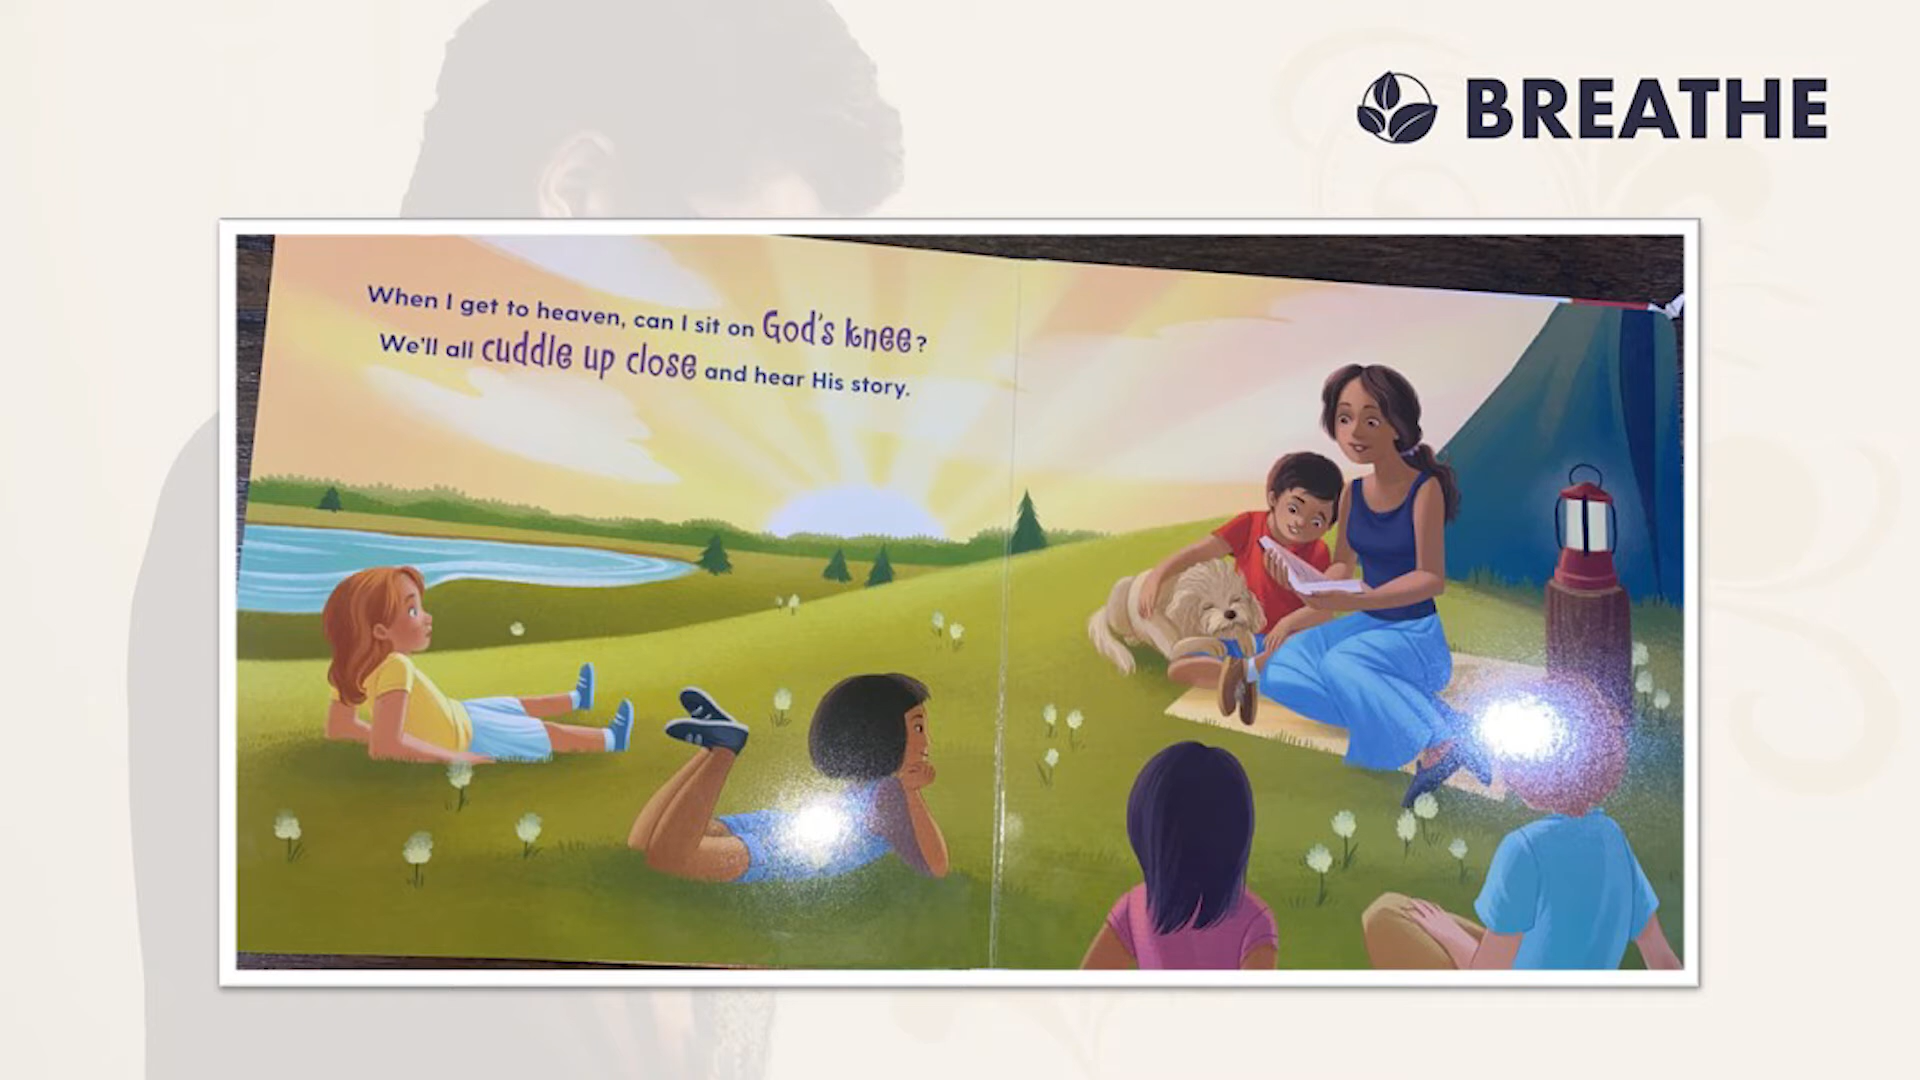 BREATHE
When I get to heaven, can I sit on God's knee?
We'll all cuddle up close and hear His story.